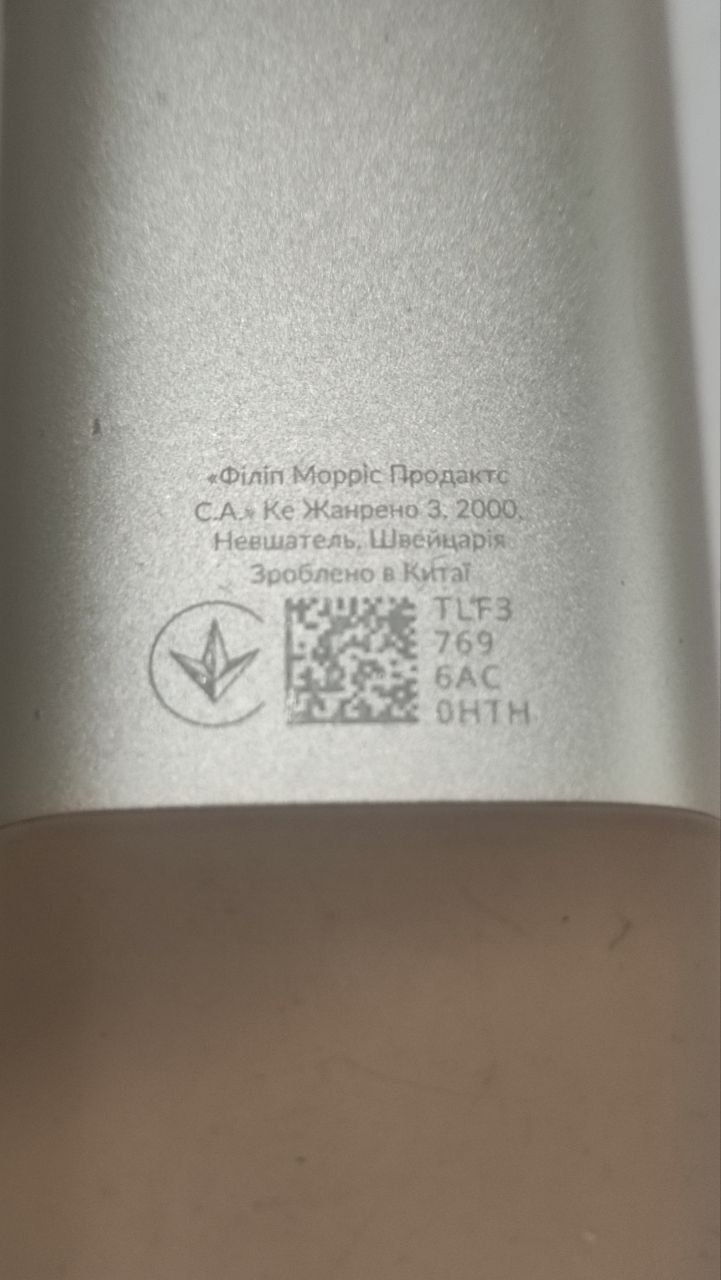 «Філіп Морріс Продактс
С.А.» Ке Жанрено 3, 2000,
Невшатель, Швейцарія
Зроблено в Китаї
TLF3
769
6AC
0HTH